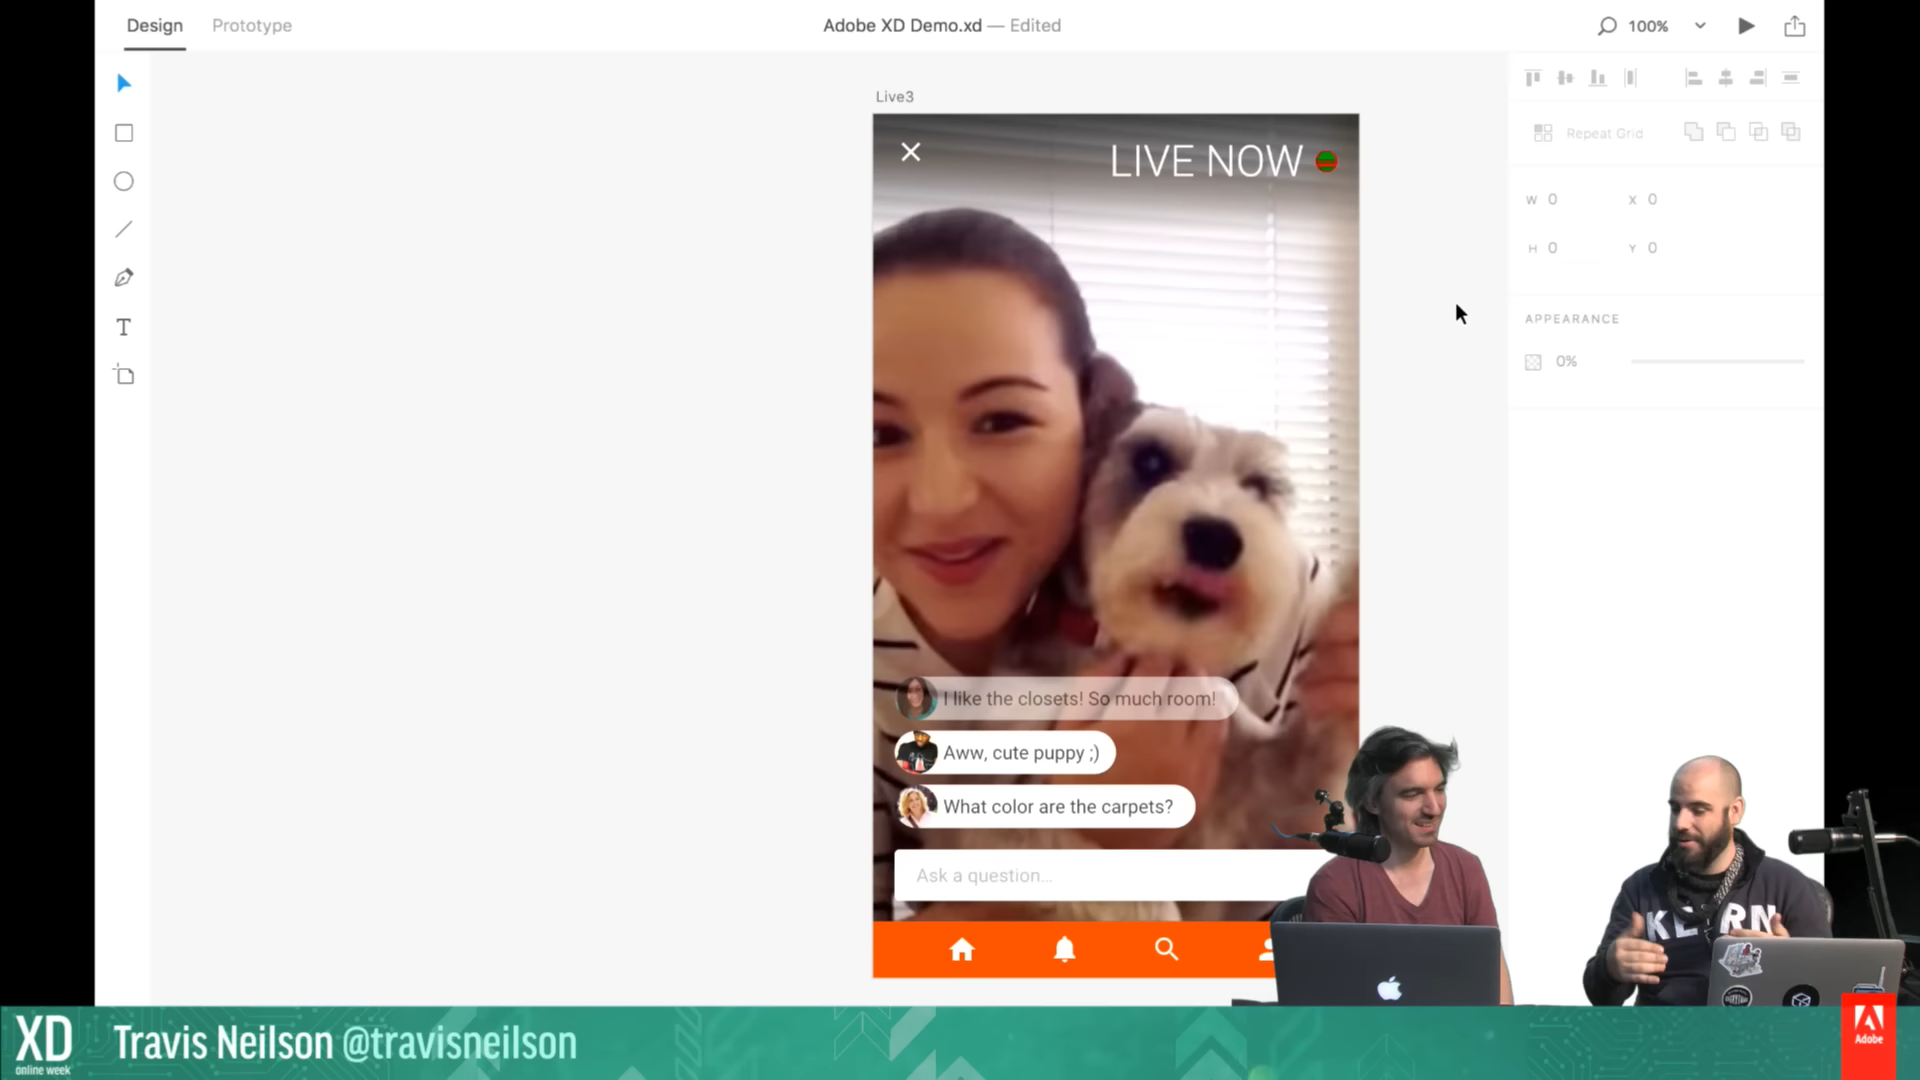 Design
Prototype
Adobe XD Demo.xd — Edited
100%
Live3
LIVE NOW
Repeat Grid
W 0
X 0
H 0
Y 0
APPEARANCE
0%
T
I like the closets! So much room!
Aww, cute puppy ;)
What color are the carpets?
Ask a question...
XD
online week
Travis Neilson @travisneilson
Adobe